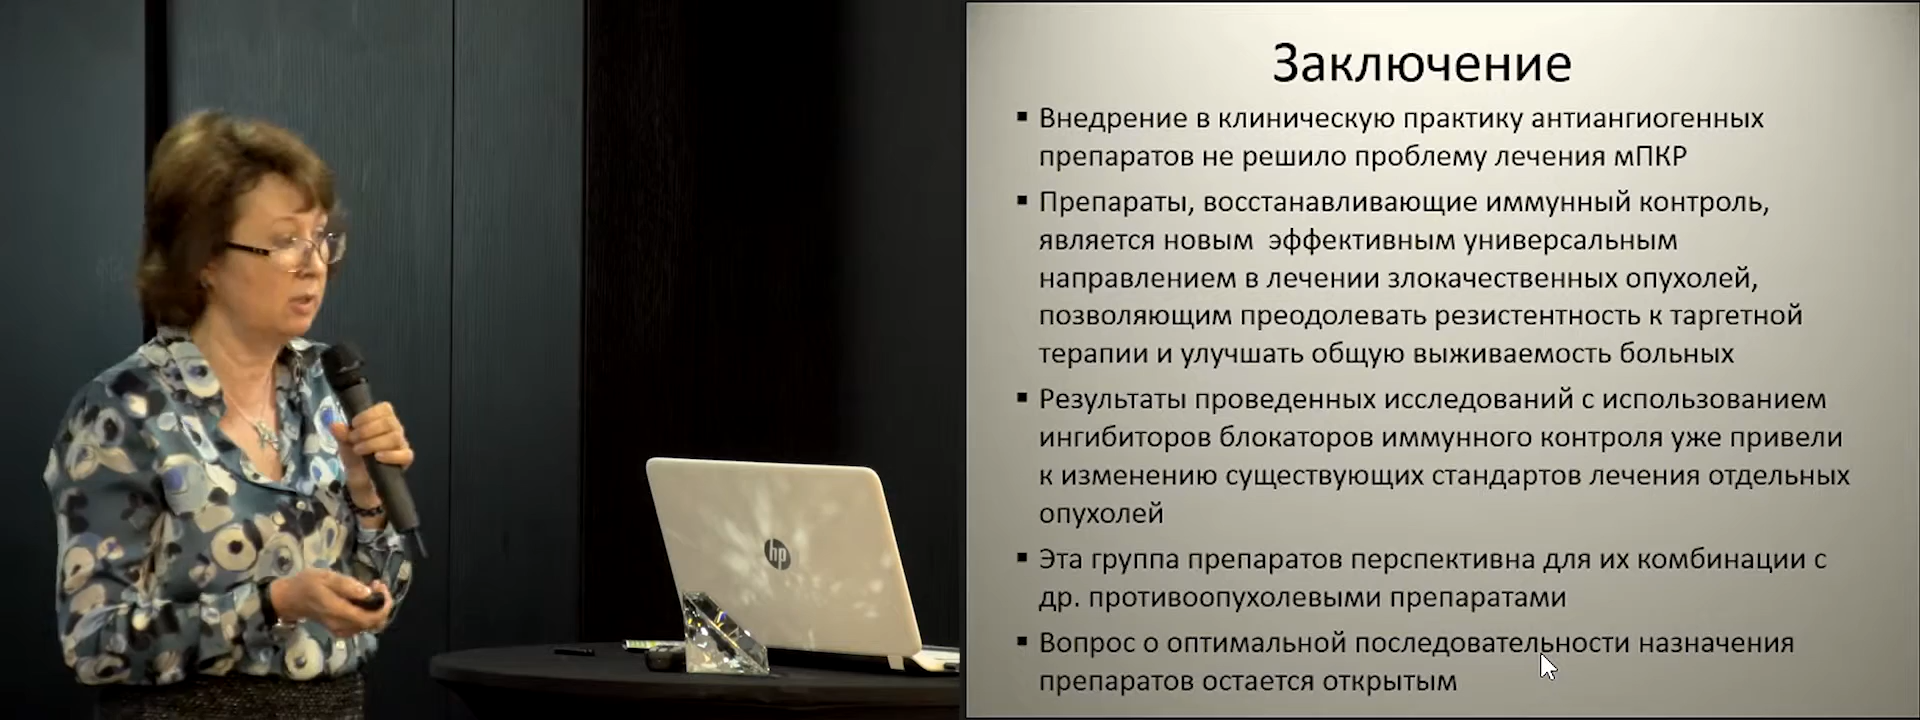 Заключение
▪ Внедрение в клиническую практику антиангиогенных
препаратов не решило проблему лечения мПКР
▪ Препараты, восстанавливающие иммунный контроль,
является новым эффективным универсальным
направлением в лечении злокачественных опухолей,
позволяющим преодолевать резистентность к таргетной
терапии и улучшать общую выживаемость больных
▪ Результаты проведенных исследований с использованием
ингибиторов блокаторов иммунного контроля уже привели
к изменению существующих стандартов лечения отдельных
опухолей
▪ Эта группа препаратов перспективна для их комбинации с
др. противоопухолевыми препаратами
▪ Вопрос о оптимальной последовательности назначения
препаратов остается открытым
hp